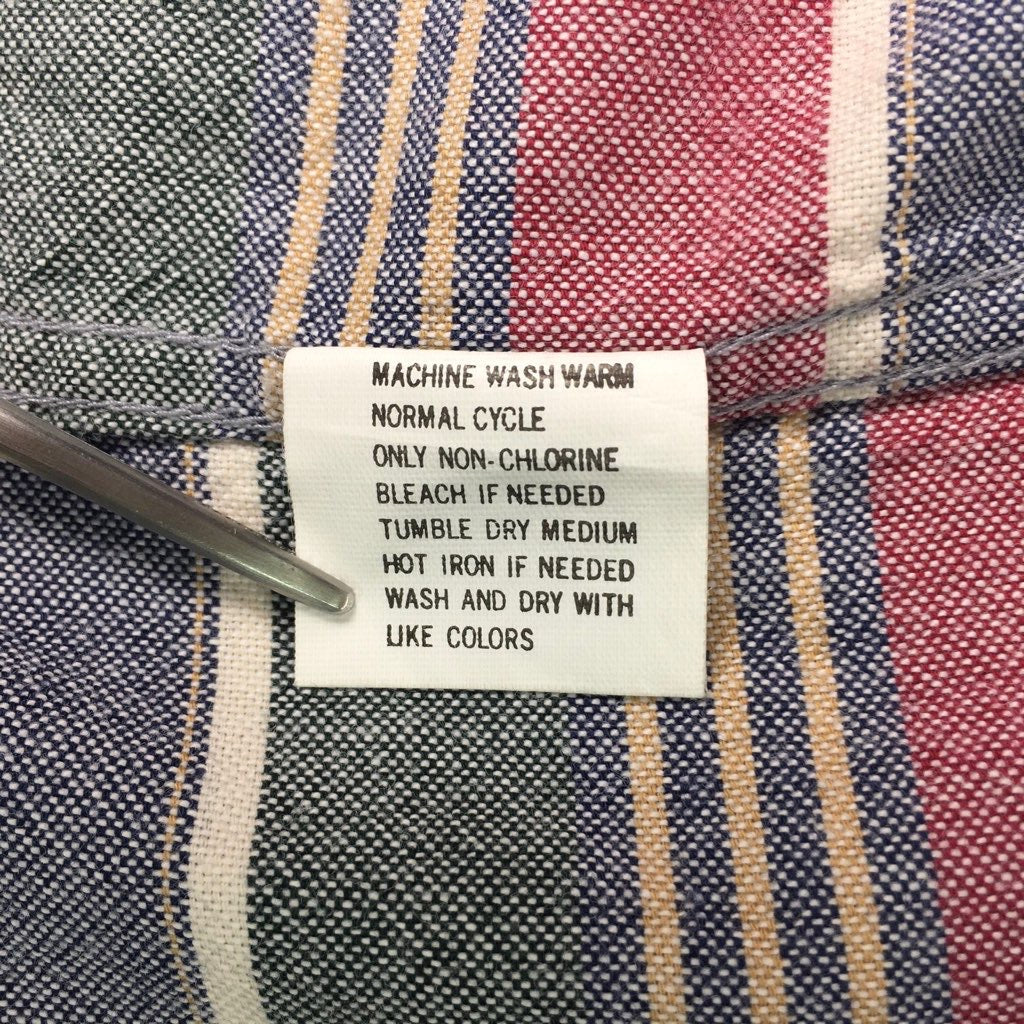 MACHINE WASH WARM
NORMAL CYCLE
ONLY NON-CHLORINE
BLEACH IF NEEDED
TUMBLE DRY MEDIUM
HOT IRON IF NEEDED
WASH AND DRY WITH
LIKE COLORS